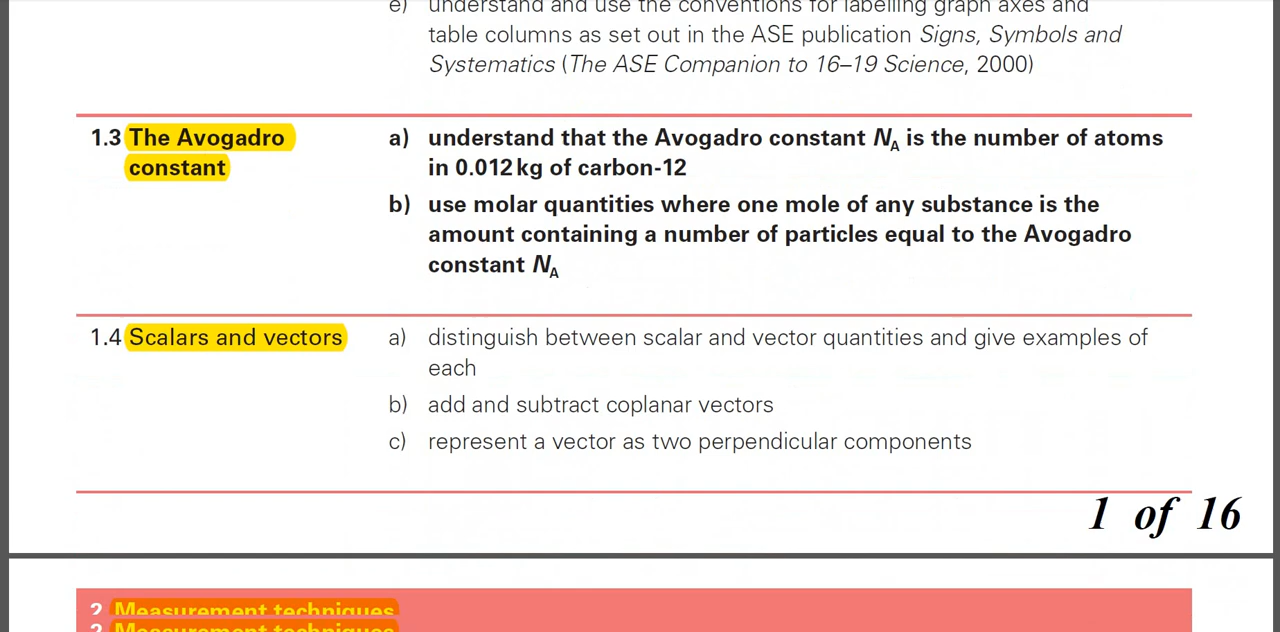 e) understand and use the conventions for labelling graph axes and
table columns as set out in the ASE publication Signs, Symbols and
Systematics (The ASE Companion to 16–19 Science, 2000)
1.3 The Avogadro
constant
a) understand that the Avogadro constant NA is the number of atoms
in 0.012 kg of carbon-12
b) use molar quantities where one mole of any substance is the
amount containing a number of particles equal to the Avogadro
constant NA
1.4 Scalars and vectors
a) distinguish between scalar and vector quantities and give examples of
each
b) add and subtract coplanar vectors
c) represent a vector as two perpendicular components
1 of 16
2 Measurement techniques
2 Measurement techniques